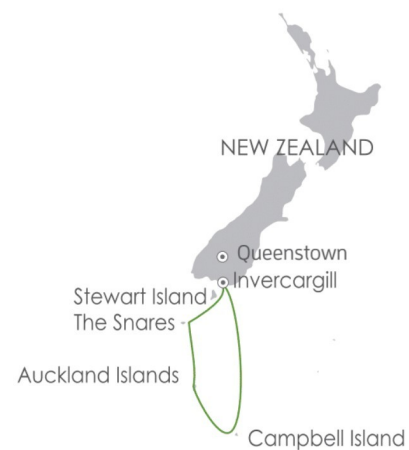 NEW ZEALAND
Queenstown
Invercargill
Stewart Island
The Snares
Auckland Islands
Campbell Island